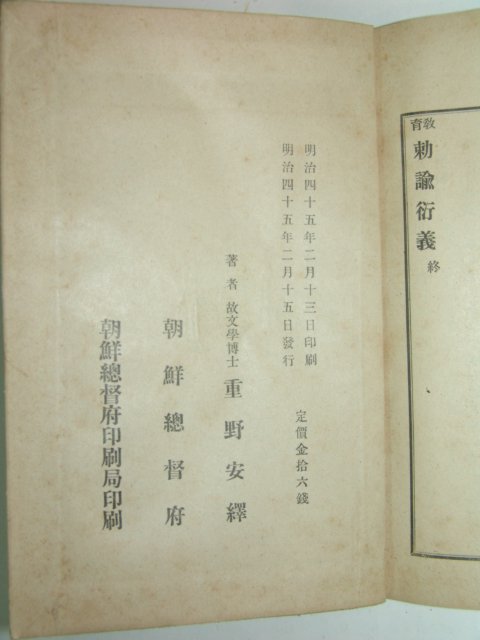 教育勅諭衍義 終
明治四十五年二月十三日印刷
明治四十五年二月十五日發行
定價金拾六錢
著者 故文學博士 重野安繹
朝鮮總督府
朝鮮總督府印刷局印刷